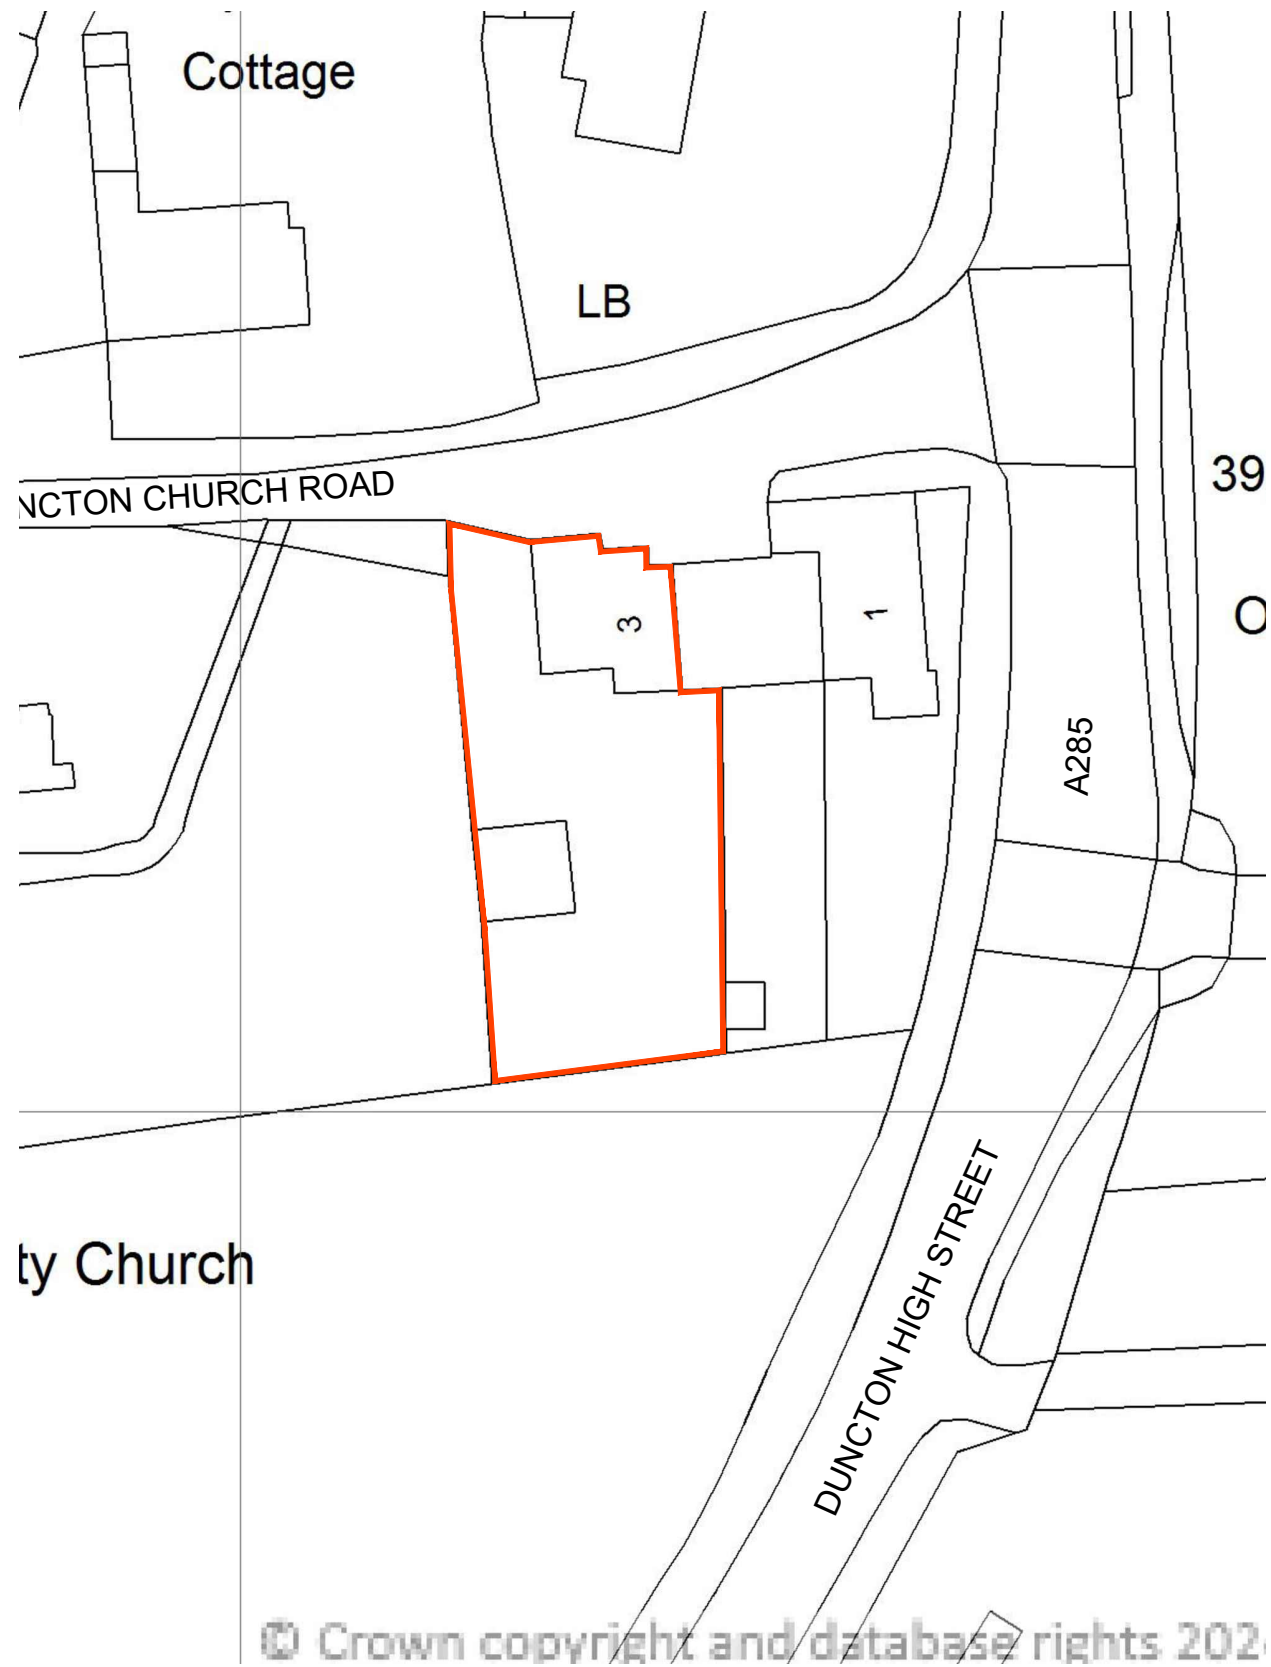 Cottage
LB
NCTON CHURCH ROAD
39
3
1
O
A285
ty Church
DUNCTON HIGH STREET
© Crown copyright and database rights 202